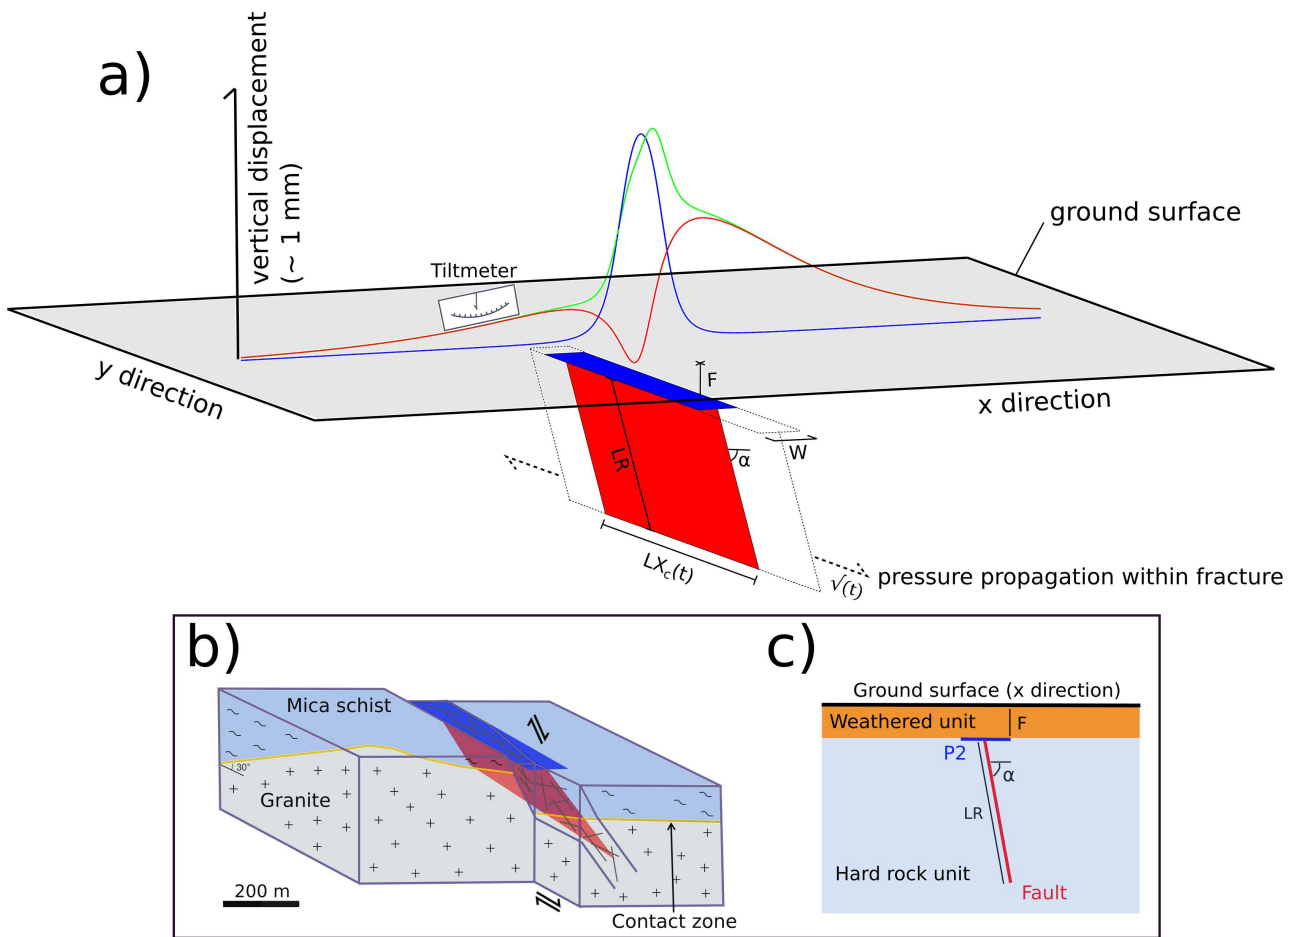 a)
vertical displacement
(~ 1 mm)
Tiltmeter
ground surface
y direction
x direction
F
W
α
LR
LXc(t)
√(t)
pressure propagation within fracture
b)
Mica schist
30°
Granite
200 m
Contact zone
c)
Ground surface (x direction)
Weathered unit
F
P2
α
LR
Hard rock unit
Fault